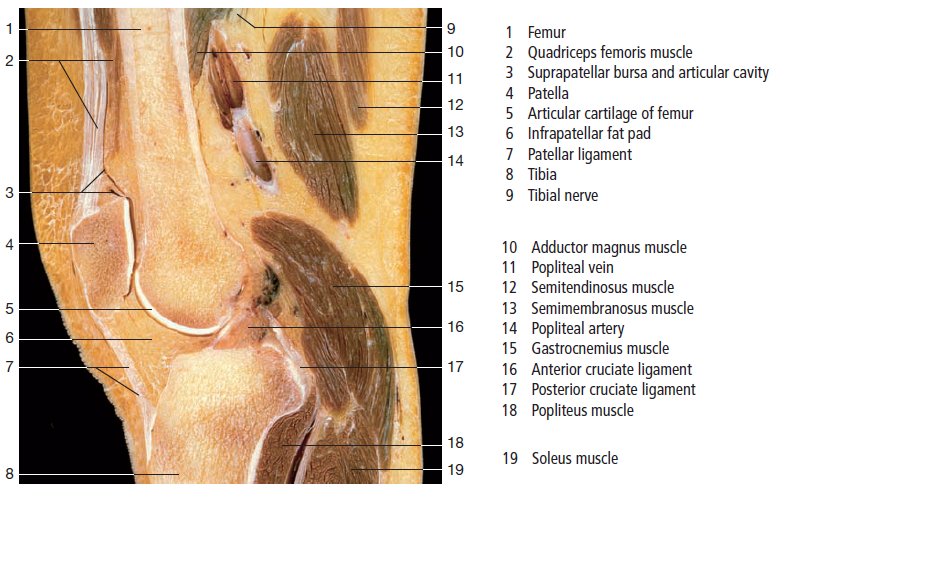 1
2
3
4
5
6
7
8
9
10
11
12
13
14
15
16
17
18
19
1 Femur
2 Quadriceps femoris muscle
3 Suprapatellar bursa and articular cavity
4 Patella
5 Articular cartilage of femur
6 Infrapatellar fat pad
7 Patellar ligament
8 Tibia
9 Tibial nerve
10 Adductor magnus muscle
11 Popliteal vein
12 Semitendinosus muscle
13 Semimembranosus muscle
14 Popliteal artery
15 Gastrocnemius muscle
16 Anterior cruciate ligament
17 Posterior cruciate ligament
18 Popliteus muscle
19 Soleus muscle